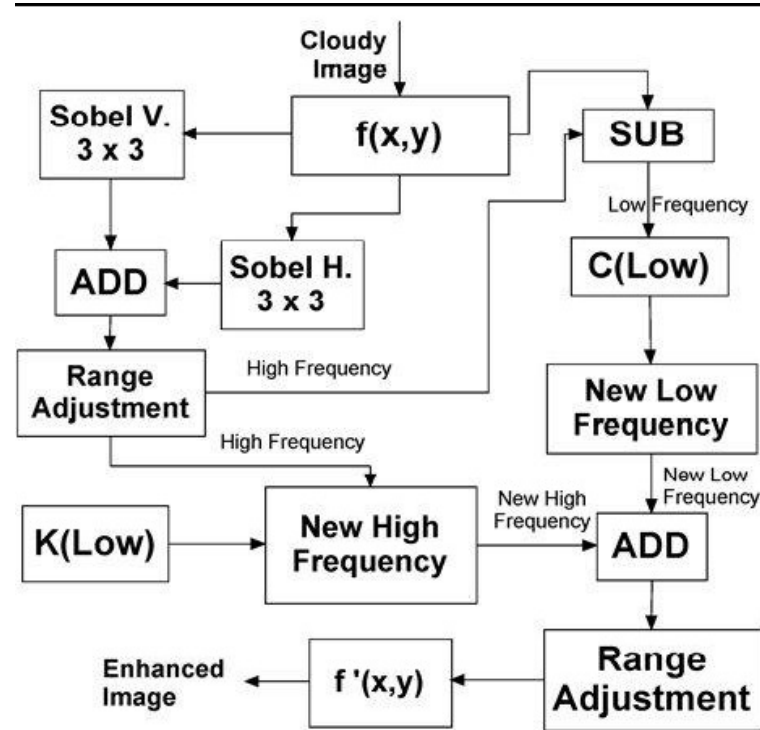 Cloudy
Image
f(x,y)
Sobel V.
3 x 3
SUB
Low Frequency
ADD
Sobel H.
3 x 3
C(Low)
Range
Adjustment
High Frequency
New Low
Frequency
High Frequency
New Low
Frequency
K(Low)
New High
Frequency
New High
Frequency
ADD
Enhanced
Image
f '(x,y)
Range
Adjustment